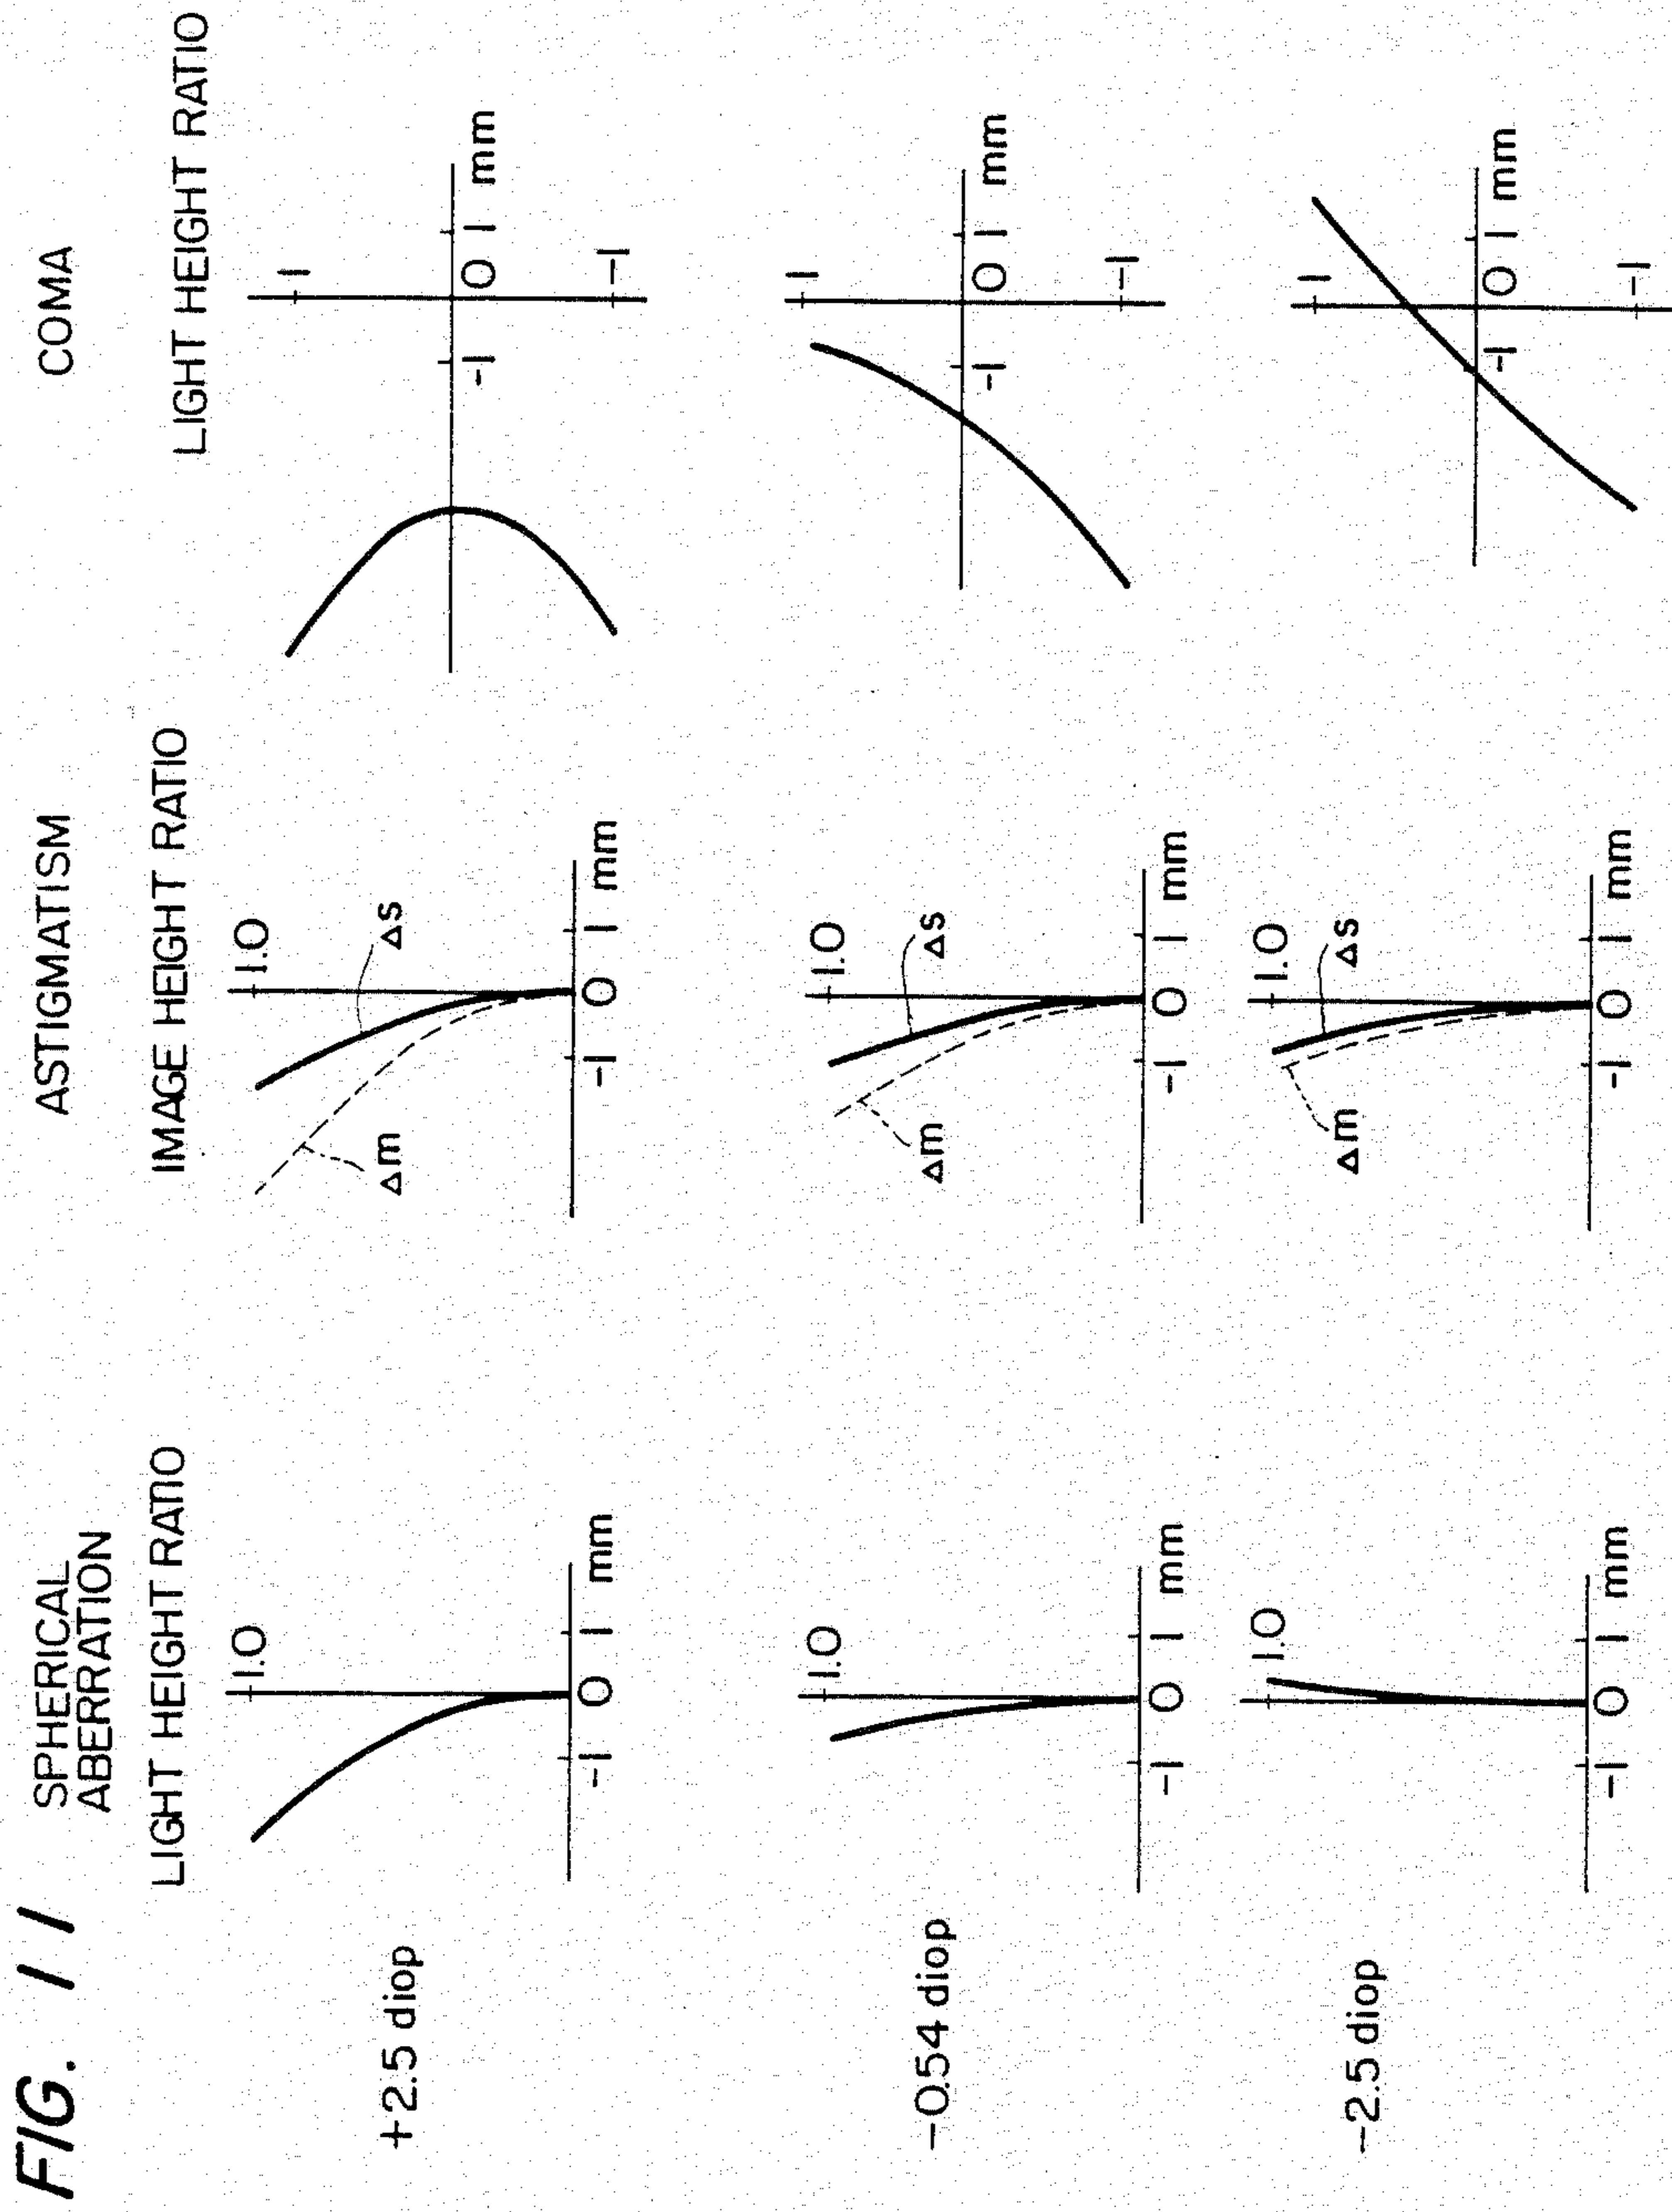 FIG. 11
SPHERICAL
ABERRATION
ASTIGMATISM
COMA
LIGHT HEIGHT RATIO
IMAGE HEIGHT RATIO
LIGHT HEIGHT RATIO
+2.5 diop
1.0
-1 0 1 mm
1.0
Δs
Δm
-1 0 1 mm
1
-1 0 1 mm
-1
-0.54 diop
1.0
-1 0 1 mm
1.0
Δs
Δm
-1 0 1 mm
1
-1 0 1 mm
-1
-2.5 diop
1.0
-1 0 1 mm
1.0
Δs
Δm
-1 0 1 mm
1
-1 0 1 mm
-1